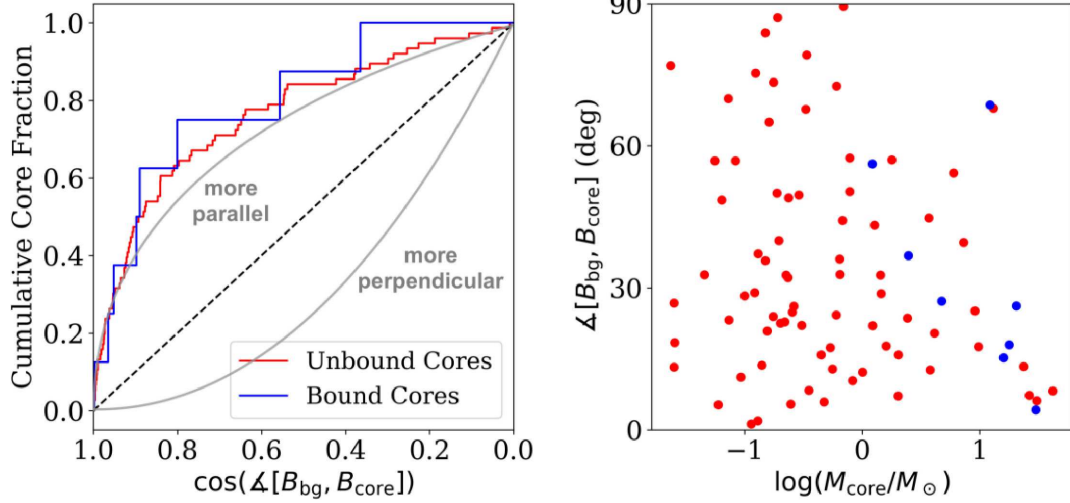 1.0
0.8
0.6
0.4
0.2
0.0
Cumulative Core Fraction
more
parallel
more
perpendicular
Unbound Cores
Bound Cores
1.0 0.8 0.6 0.4 0.2 0.0
cos(∡[B_bg, B_core])
90
60
30
0
∡[B_bg, B_core] (deg)
−1 0 1
log(M_core/M_⊙)